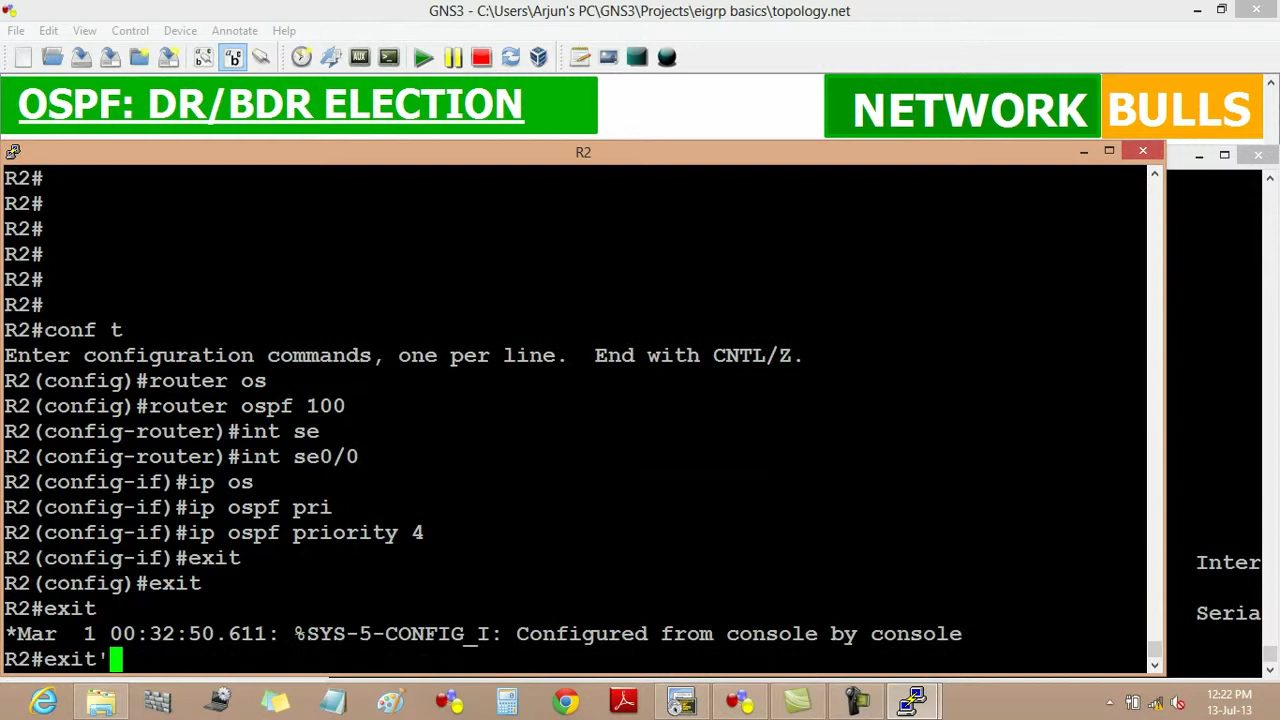 GNS3 - C:\Users\Arjun's PC\GNS3\Projects\eigrp basics\topology.net
File Edit View Control Device Annotate Help
OSPF: DR/BDR ELECTION
NETWORK BULLS
R2
R2#
R2#
R2#
R2#
R2#
R2#
R2#conf t
Enter configuration commands, one per line.  End with CNTL/Z.
R2(config)#router os
R2(config)#router ospf 100
R2(config-router)#int se
R2(config-router)#int se0/0
R2(config-if)#ip os
R2(config-if)#ip ospf pri
R2(config-if)#ip ospf priority 4
R2(config-if)#exit
R2(config)#exit
R2#exit
*Mar  1 00:32:50.611: %SYS-5-CONFIG_I: Configured from console by console
R2#exit'
Inter
Seria
AUX
12:22 PM
13-Jul-13